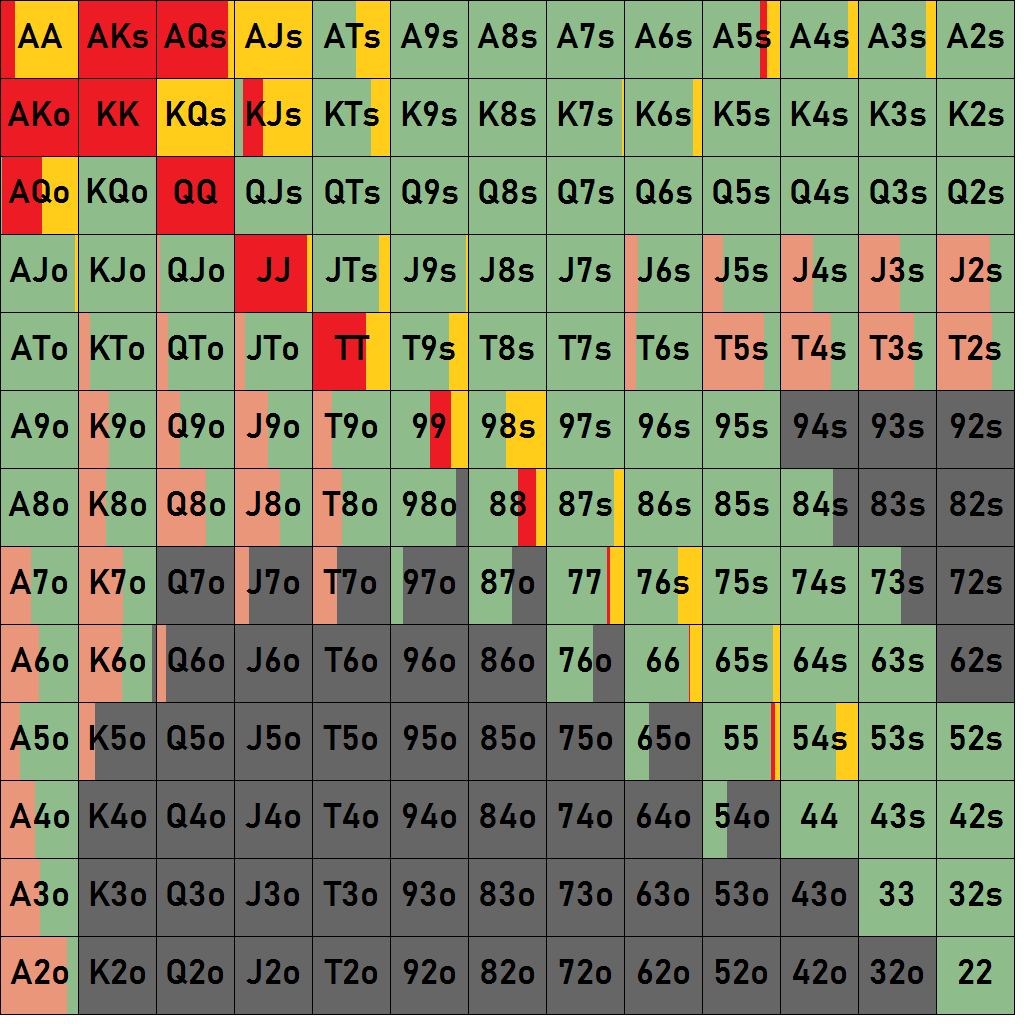 AA AKs AQs AJs ATs A9s A8s A7s A6s A5s A4s A3s A2s
AKo KK KQs KJs KTs K9s K8s K7s K6s K5s K4s K3s K2s
AQo KQo QQ QJs QTs Q9s Q8s Q7s Q6s Q5s Q4s Q3s Q2s
AJo KJo QJo JJ JTs J9s J8s J7s J6s J5s J4s J3s J2s
ATo KTo QTo JTo TT T9s T8s T7s T6s T5s T4s T3s T2s
A9o K9o Q9o J9o T9o 99 98s 97s 96s 95s 94s 93s 92s
A8o K8o Q8o J8o T8o 98o 88 87s 86s 85s 84s 83s 82s
A7o K7o Q7o J7o T7o 97o 87o 77 76s 75s 74s 73s 72s
A6o K6o Q6o J6o T6o 96o 86o 76o 66 65s 64s 63s 62s
A5o K5o Q5o J5o T5o 95o 85o 75o 65o 55 54s 53s 52s
A4o K4o Q4o J4o T4o 94o 84o 74o 64o 54o 44 43s 42s
A3o K3o Q3o J3o T3o 93o 83o 73o 63o 53o 43o 33 32s
A2o K2o Q2o J2o T2o 92o 82o 72o 62o 52o 42o 32o 22